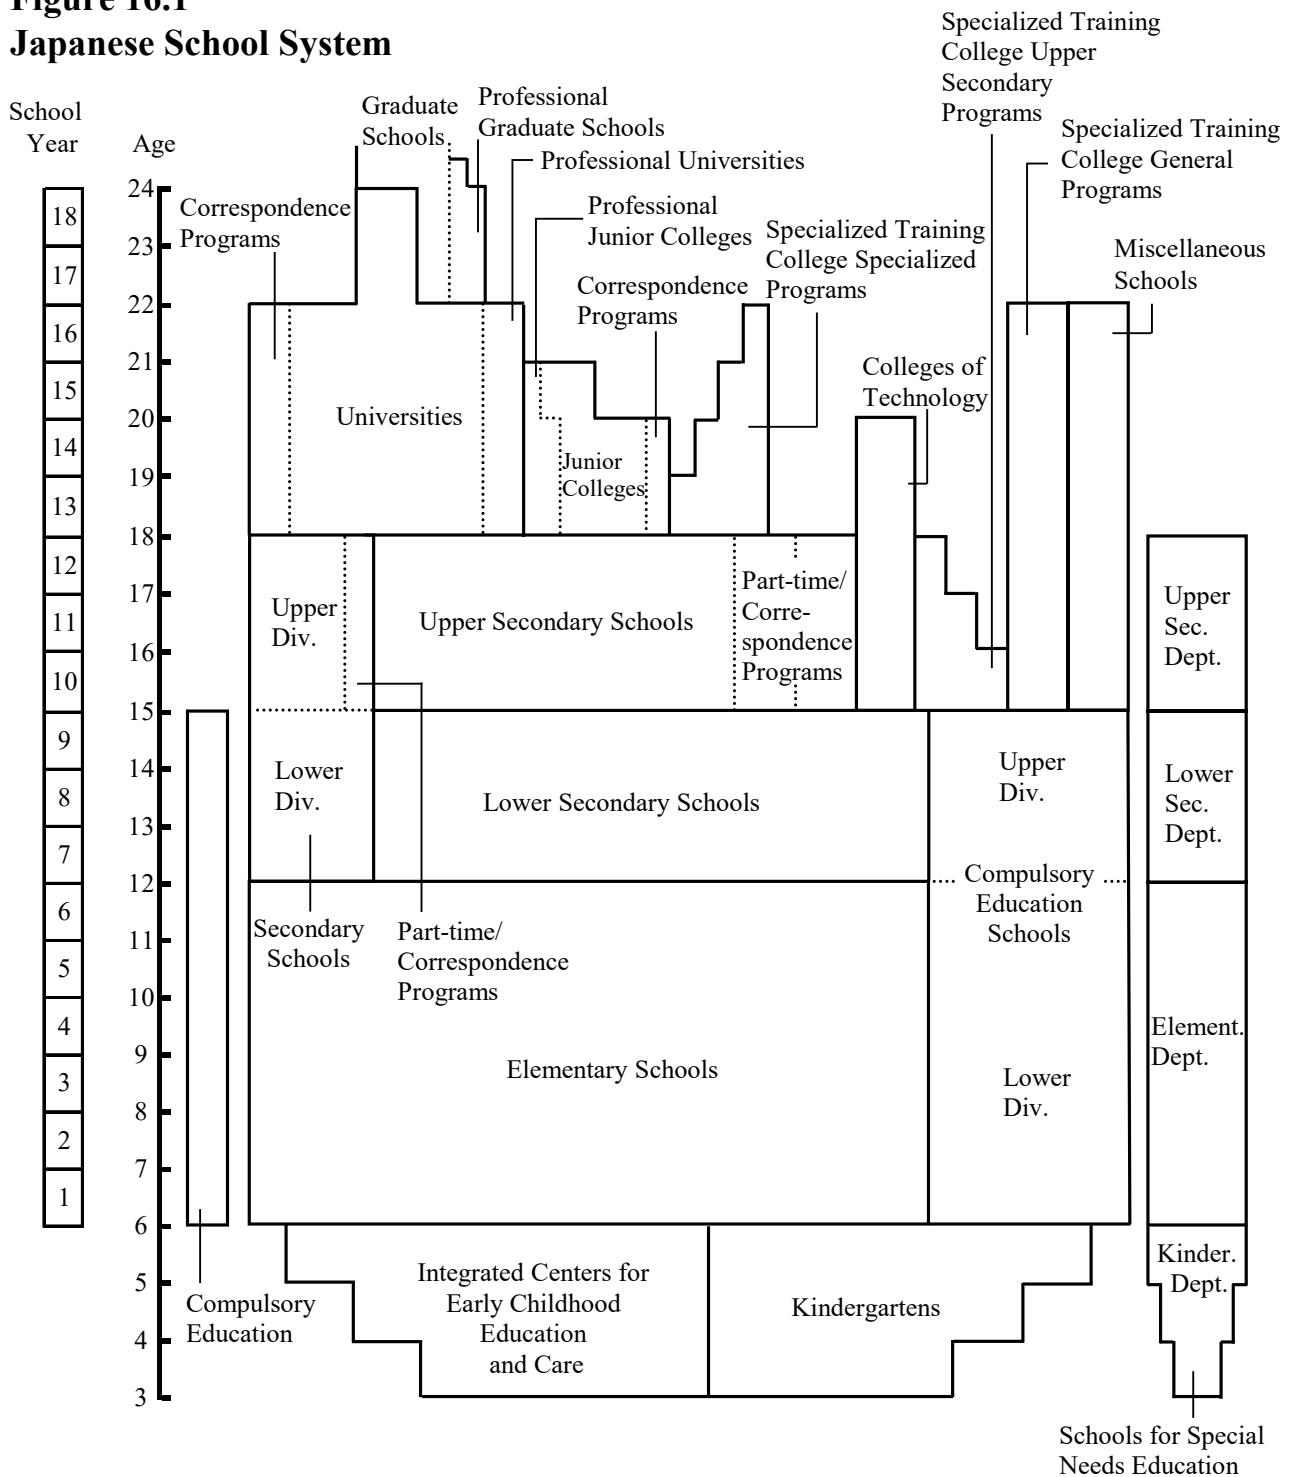 Figure 16.1
Japanese School System
School
Year
Age
Graduate
Schools
Professional
Graduate Schools
Professional Universities
Specialized Training
College Upper
Secondary
Programs
Specialized Training
College General
Programs
Correspondence
Programs
Professional
Junior Colleges
Specialized Training
College Specialized
Programs
Miscellaneous
Schools
Correspondence
Programs
Colleges of
Technology
Universities
Junior
Colleges
24
23
22
21
20
19
18
17
16
15
14
13
12
11
10
9
8
7
6
5
4
3
18
17
16
15
14
13
12
11
10
9
8
7
6
5
4
3
2
1
Upper
Div.
Upper Secondary Schools
Part-time/
Corre-
spondence
Programs
Upper
Sec.
Dept.
Lower
Div.
Lower Secondary Schools
Upper
Div.
Lower
Sec.
Dept.
Compulsory
Education
Schools
Secondary
Schools
Part-time/
Correspondence
Programs
Elementary Schools
Lower
Div.
Element.
Dept.
Compulsory
Education
Integrated Centers for
Early Childhood
Education
and Care
Kindergartens
Kinder.
Dept.
Schools for Special
Needs Education